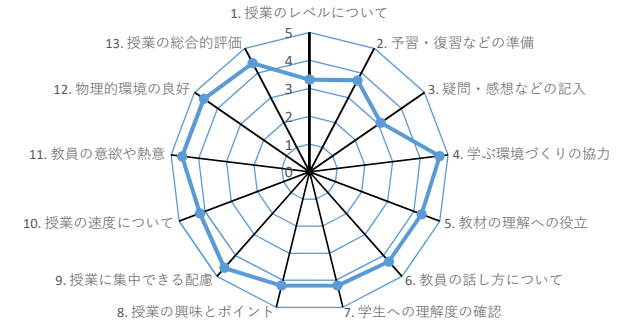 1. 授業のレベルについて
2. 予習・復習などの準備
3. 疑問・感想などの記入
4. 学ぶ環境づくりの協力
5. 教材の理解への役立
6. 教員の話し方について
7. 学生への理解度の確認
8. 授業の興味とポイント
9. 授業に集中できる配慮
10. 授業の速度について
11. 教員の意欲や熱意
12. 物理的環境の良好
13. 授業の総合的評価
5
4
3
2
1
0